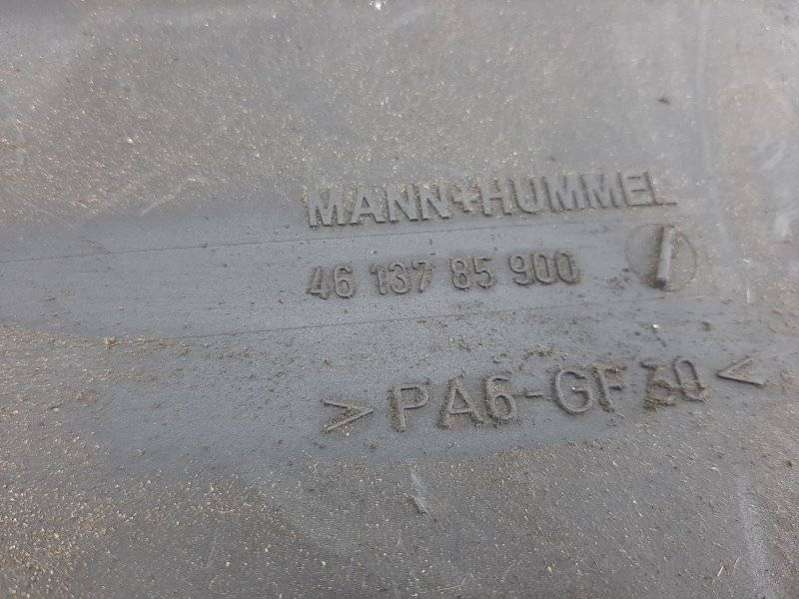 MANN+HUMMEL
46 137 85 900
>PA6-GF30<